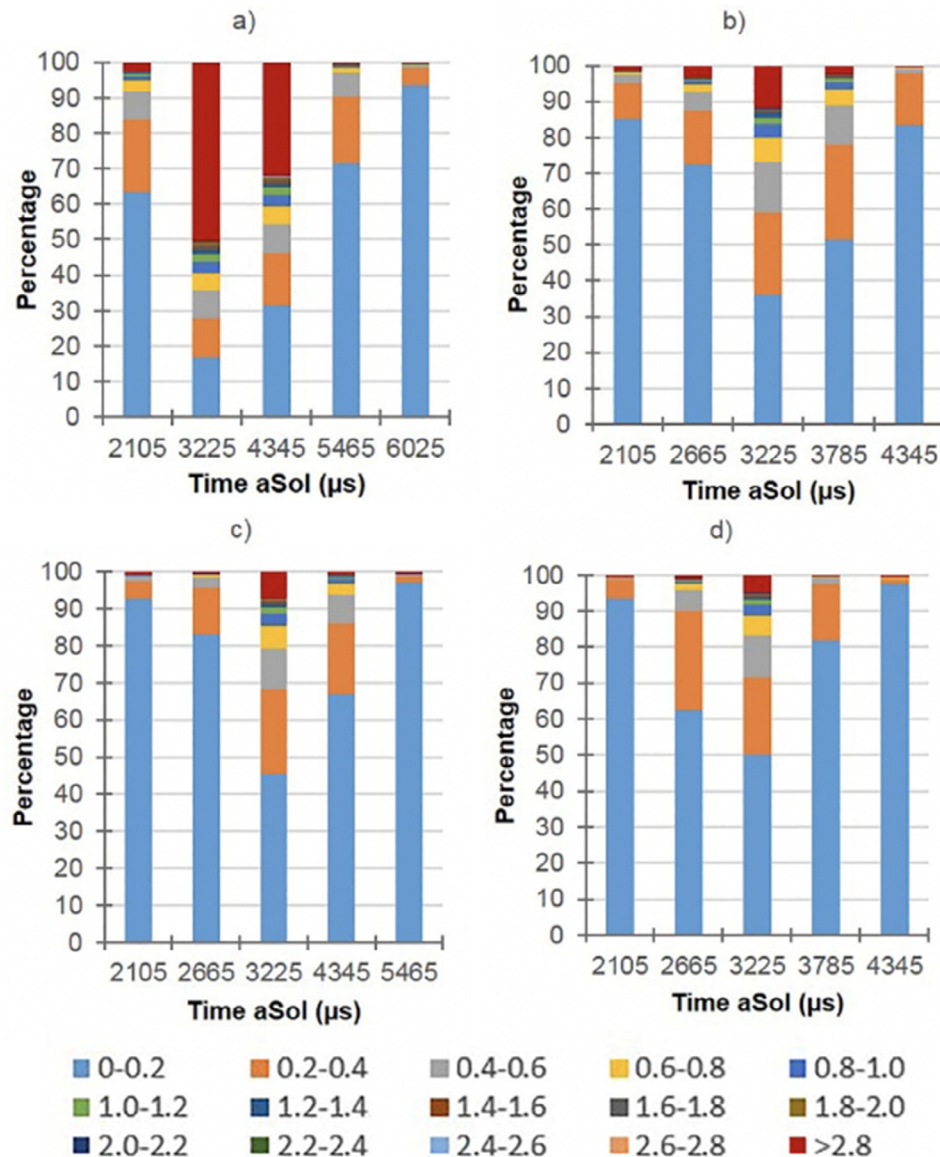 a)
Percentage
100
90
80
70
60
50
40
30
20
10
0
2105 3225 4345 5465 6025
Time aSol (µs)
b)
Percentage
100
90
80
70
60
50
40
30
20
10
0
2105 2665 3225 3785 4345
Time aSol (µs)
c)
Percentage
100
90
80
70
60
50
40
30
20
10
0
2105 2665 3225 4345 5465
Time aSol (µs)
d)
Percentage
100
90
80
70
60
50
40
30
20
10
0
2105 2665 3225 3785 4345
Time aSol (µs)
0-0.2 0.2-0.4 0.4-0.6 0.6-0.8 0.8-1.0
1.0-1.2 1.2-1.4 1.4-1.6 1.6-1.8 1.8-2.0
2.0-2.2 2.2-2.4 2.4-2.6 2.6-2.8 >2.8